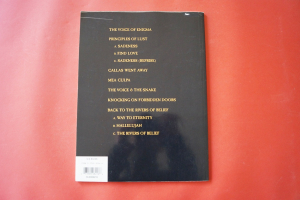 THE VOICE OF ENIGMA
PRINCIPLES OF LUST
A. SADENESS
B. FIND LOVE
C. SADENESS (REPRISE)
CALLAS WENT AWAY
MEA CULPA
THE VOICE & THE SNAKE
KNOCKING ON FORBIDDEN DOORS
BACK TO THE RIVERS OF BELIEF
A. WAY TO ETERNITY
B. HALLELUJAH
C. THE RIVERS OF BELIEF